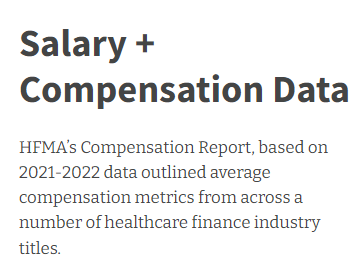 Salary +
Compensation Data
HFMA's Compensation Report, based on
2021-2022 data outlined average
compensation metrics from across a
number of healthcare finance industry
titles.